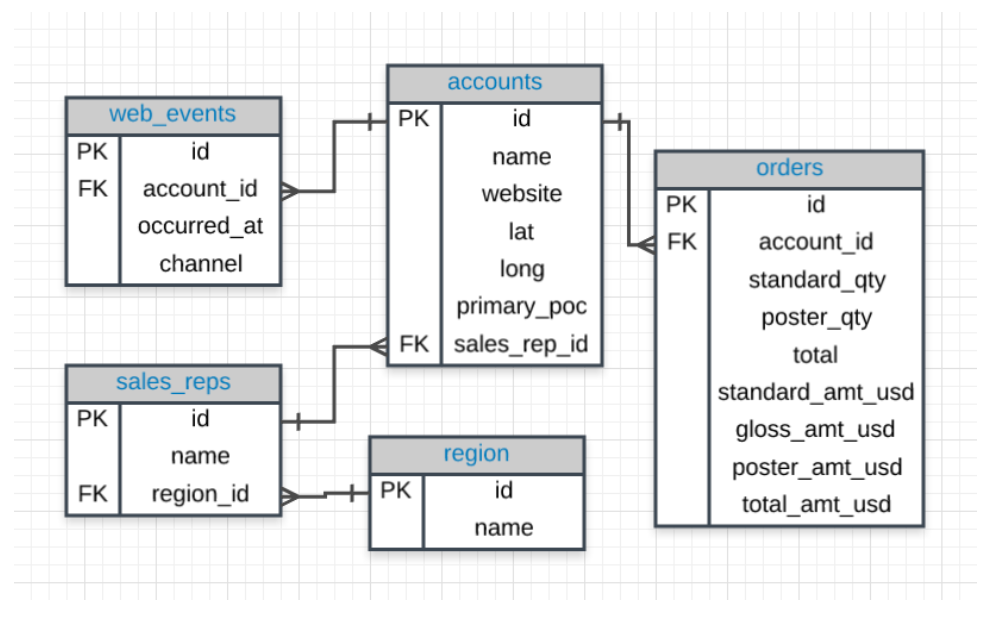 web_events
PK id
FK account_id
occurred_at
channel
accounts
PK id
name
website
lat
long
primary_poc
FK sales_rep_id
orders
PK id
FK account_id
standard_qty
poster_qty
total
standard_amt_usd
gloss_amt_usd
poster_amt_usd
total_amt_usd
sales_reps
PK id
name
FK region_id
region
PK id
name